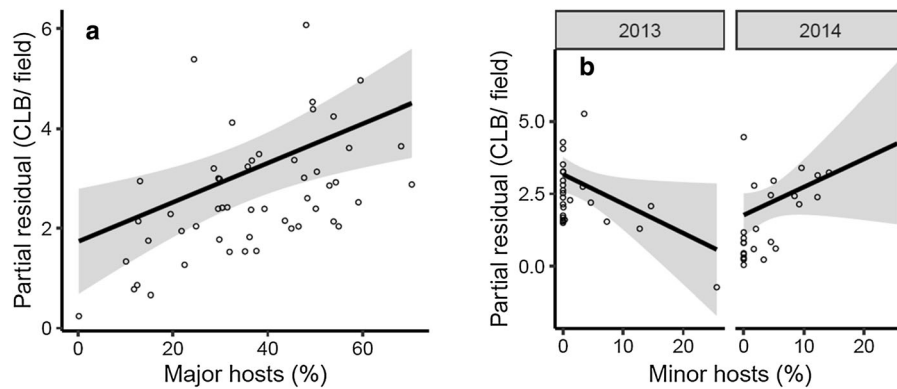 a
Partial residual (CLB/ field)
6
4
2
0
0 20 40 60
Major hosts (%)
2013 2014
b
Partial residual (CLB/ field)
5.0
2.5
0.0
0 10 20 0 10 20
Minor hosts (%)